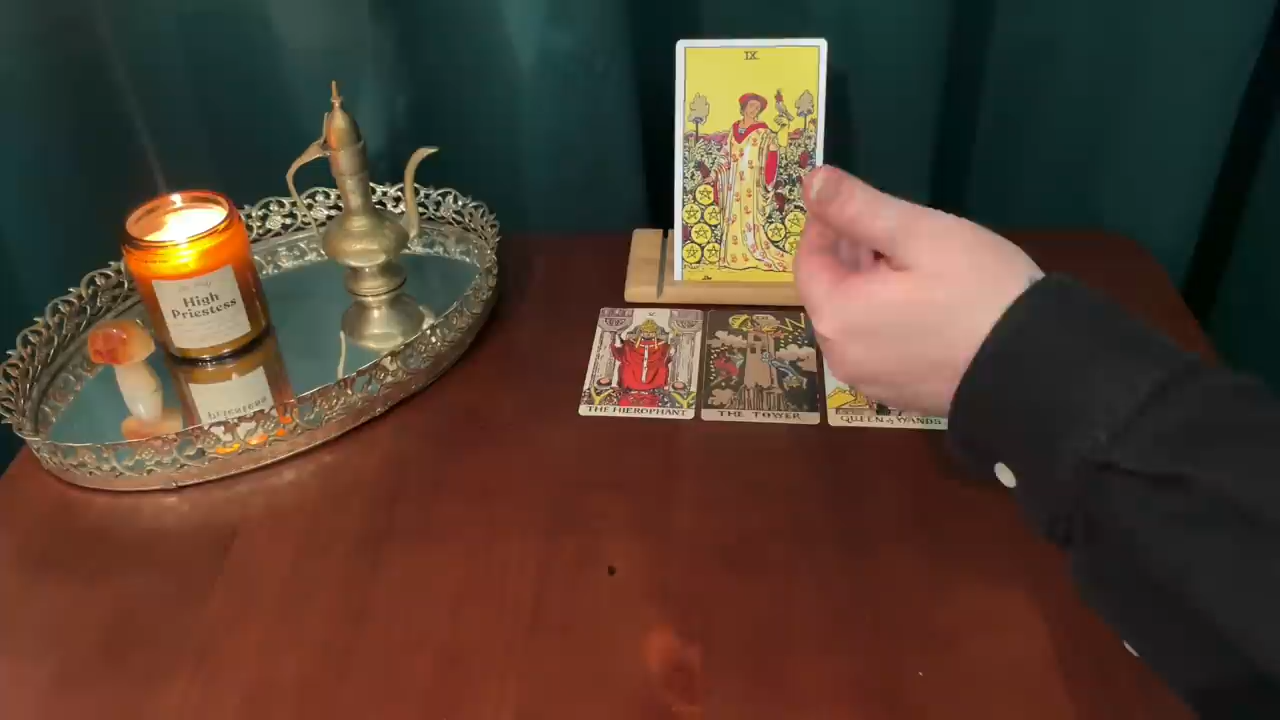 IX
High
Priestess
THE HIEROPHANT
THE TOWER
QUEEN of WANDS